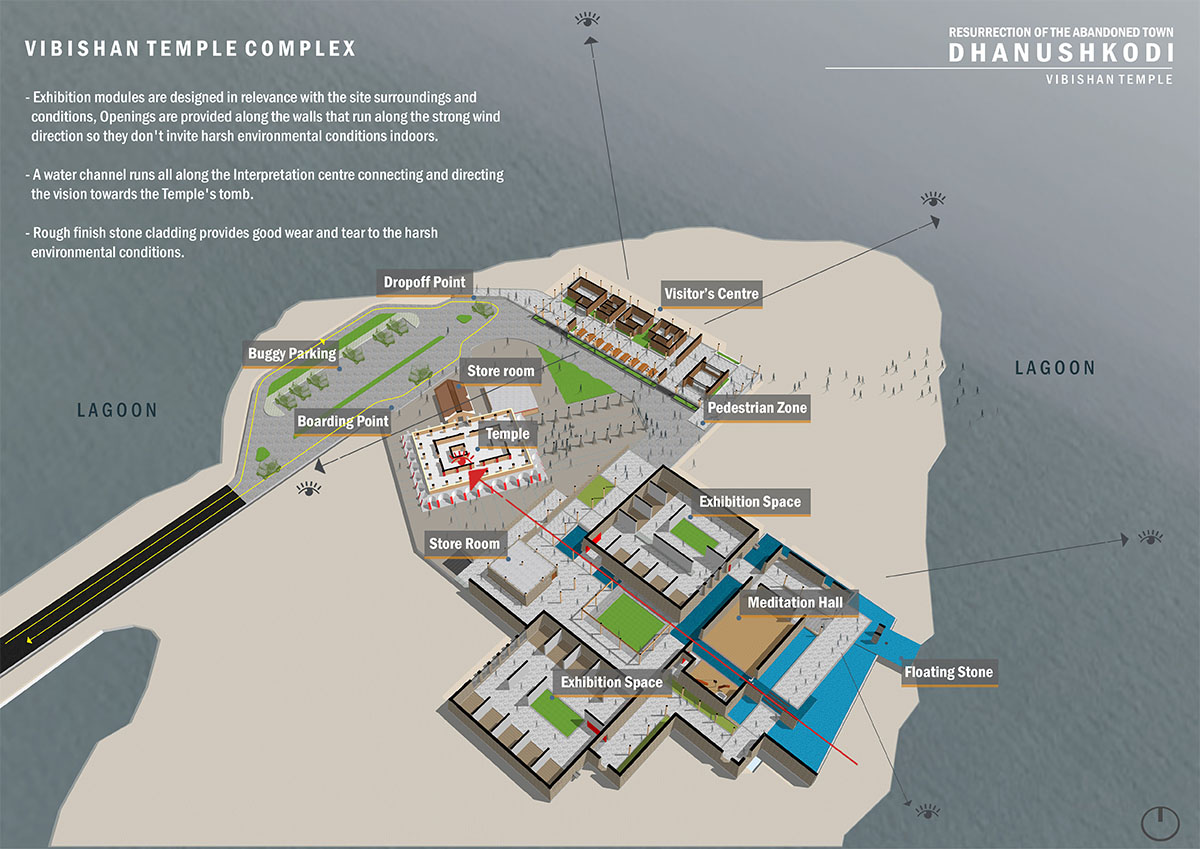 VIBISHAN TEMPLE COMPLEX
RESURRECTION OF THE ABANDONED TOWN
DHANUSHKODI
VIBISHAN TEMPLE
- Exhibition modules are designed in relevance with the site surroundings and
conditions, Openings are provided along the walls that run along the strong wind
direction so they don't invite harsh environmental conditions indoors.
- A water channel runs all along the Interpretation centre connecting and directing
the vision towards the Temple's tomb.
- Rough finish stone cladding provides good wear and tear to the harsh
environmental conditions.
Dropoff Point
Visitor's Centre
Buggy Parking
Store room
LAGOON
LAGOON
Boarding Point
Pedestrian Zone
Temple
Exhibition Space
Store Room
Meditation Hall
Floating Stone
Exhibition Space